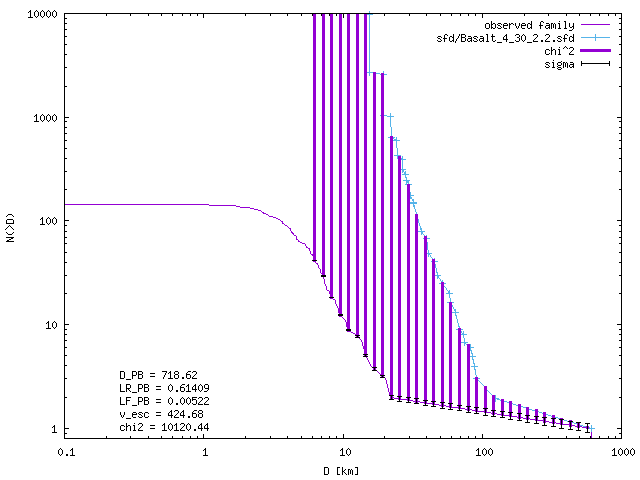 10000
1000
100
10
1
N(>D)
observed family
sfd/Basalt_4_30_2.2.sfd
chi^2
sigma
D_PB = 718.62
LR_PB = 0.61409
LF_PB = 0.00522
v_esc = 424.68
chi2 = 10120.44
0.1 1 10 100 1000
D [km]